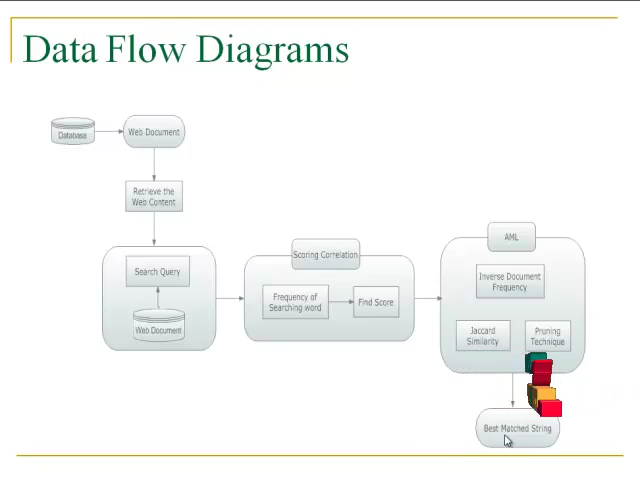 Data Flow Diagrams
Database
Web Document
Retrieve the
Web Content
Search Query
Web Document
Scoring Correlation
Frequency of
Searching word
Find Score
AML
Inverse Document
Frequency
Jaccard
Similarity
Pruning
Technique
Best Matched String